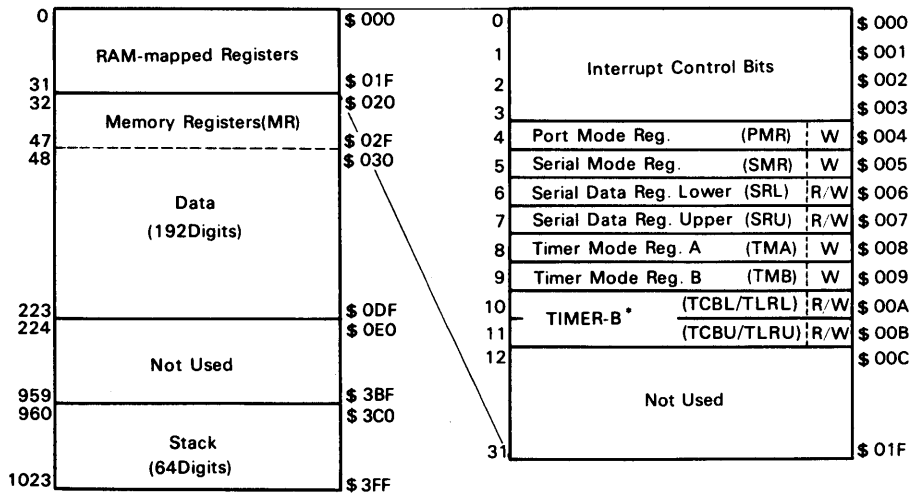 0 $000
RAM-mapped Registers
31 $01F
32 $020
Memory Registers(MR)
47 $02F
48 $030
Data
(192Digits)
223 $0DF
224 $0E0
Not Used
959 $3BF
960 $3C0
Stack
(64Digits)
1023 $3FF
0 $000
1 $001
Interrupt Control Bits
2 $002
3 $003
4 Port Mode Reg. (PMR) W $004
5 Serial Mode Reg. (SMR) W $005
6 Serial Data Reg. Lower (SRL) R/W $006
7 Serial Data Reg. Upper (SRU) R/W $007
8 Timer Mode Reg. A (TMA) W $008
9 Timer Mode Reg. B (TMB) W $009
10 (TCBL/TLRL) R/W $00A
TIMER-B*
11 (TCBU/TLRU) R/W $00B
12 $00C
Not Used
31 $01F